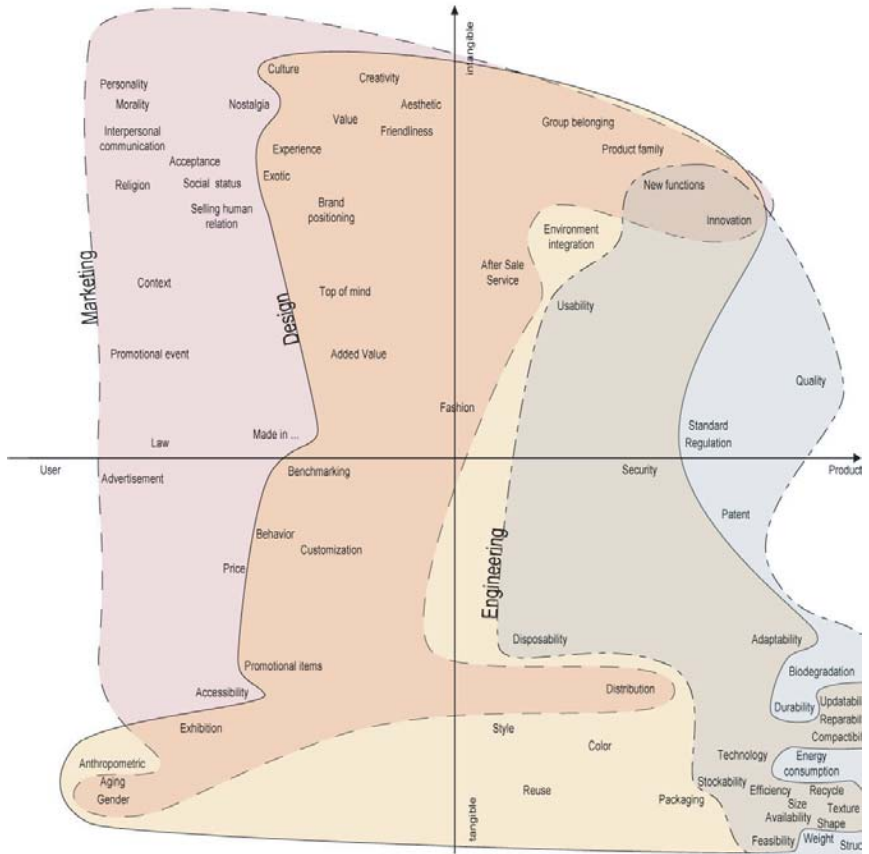 intangible
Culture
Personality
Creativity
Morality
Nostalgia
Aesthetic
Value
Interpersonal
communication
Friendliness
Group belonging
Experience
Product family
Acceptance
Exotic
Religion
Social status
New functions
Selling human
relation
Brand
positioning
Innovation
Environment
integration
After Sale
Service
Marketing
Context
Top of mind
Design
Usability
Promotional event
Added Value
Quality
Fashion
Made in ...
Law
Standard
Regulation
User
Product
Advertisement
Benchmarking
Security
Patent
Behavior
Customization
Price
Engineering
Disposability
Adaptability
Promotional items
Biodegradation
Accessibility
Distribution
Updatabil
Durability
Reparabil
Exhibition
Style
Compactibil
Color
Technology
Energy
consumption
Anthropometric
Aging
Gender
Stockability
Reuse
Packaging
Efficiency
Recycle
Size
Texture
Availability
Shape
tangible
Feasibility
Weight
Struc